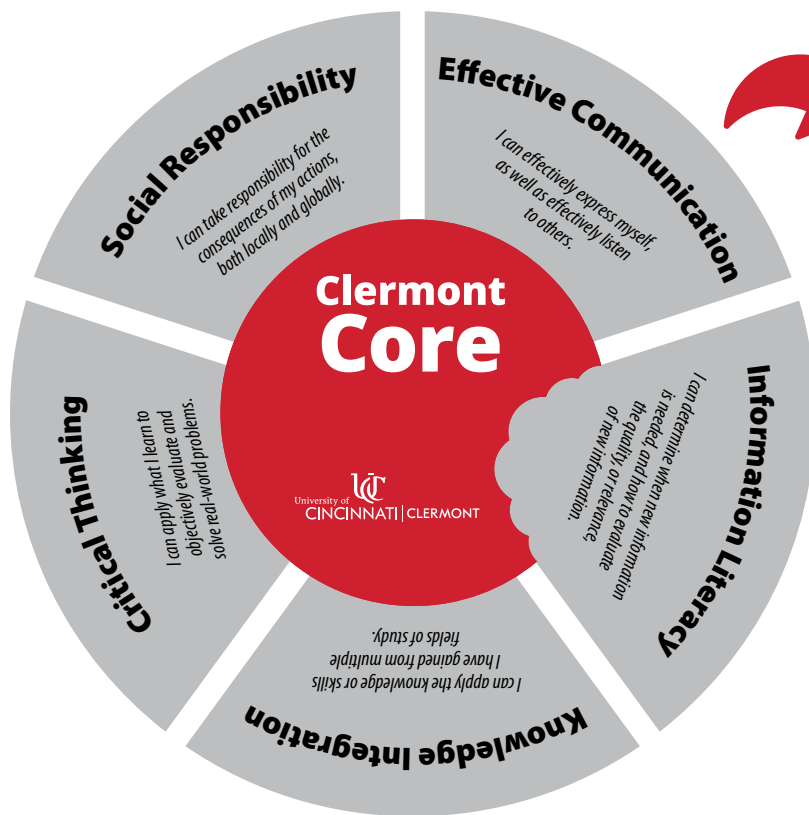 Clermont
Core
University of
UC
CINCINNATI | CLERMONT
Effective Communication
I can effectively express myself,
as well as effectively listen
to others.
Information Literacy
I can determine when new information
is needed, and how to evaluate
the quality, or relevance,
of new information.
Knowledge Integration
I can apply the knowledge or skills
I have gained from multiple
fields of study.
Critical Thinking
I can apply what I learn to
objectively evaluate and
solve real-world problems.
Social Responsibility
I can take responsibility for the
consequences of my actions,
both locally and globally.